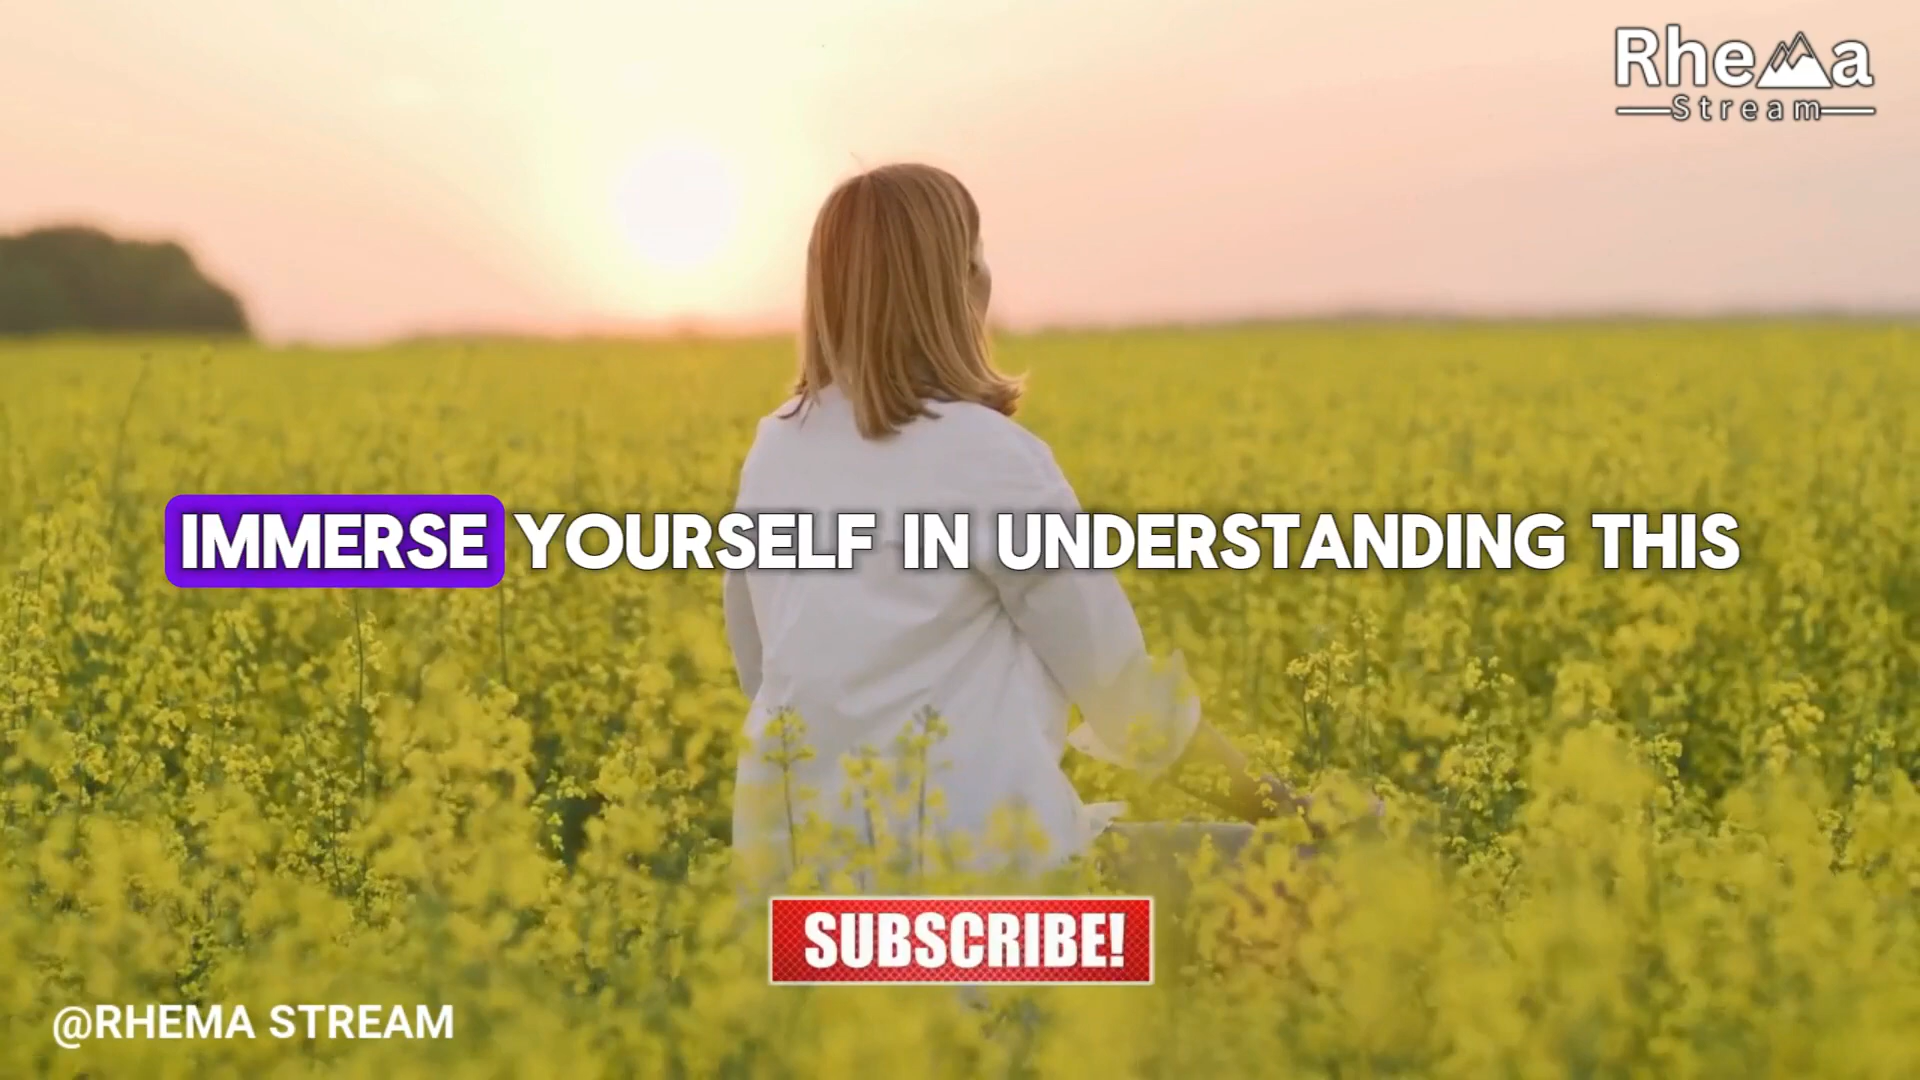 Rhema
Stream
IMMERSE YOURSELF IN UNDERSTANDING THIS
SUBSCRIBE!
@RHEMA STREAM